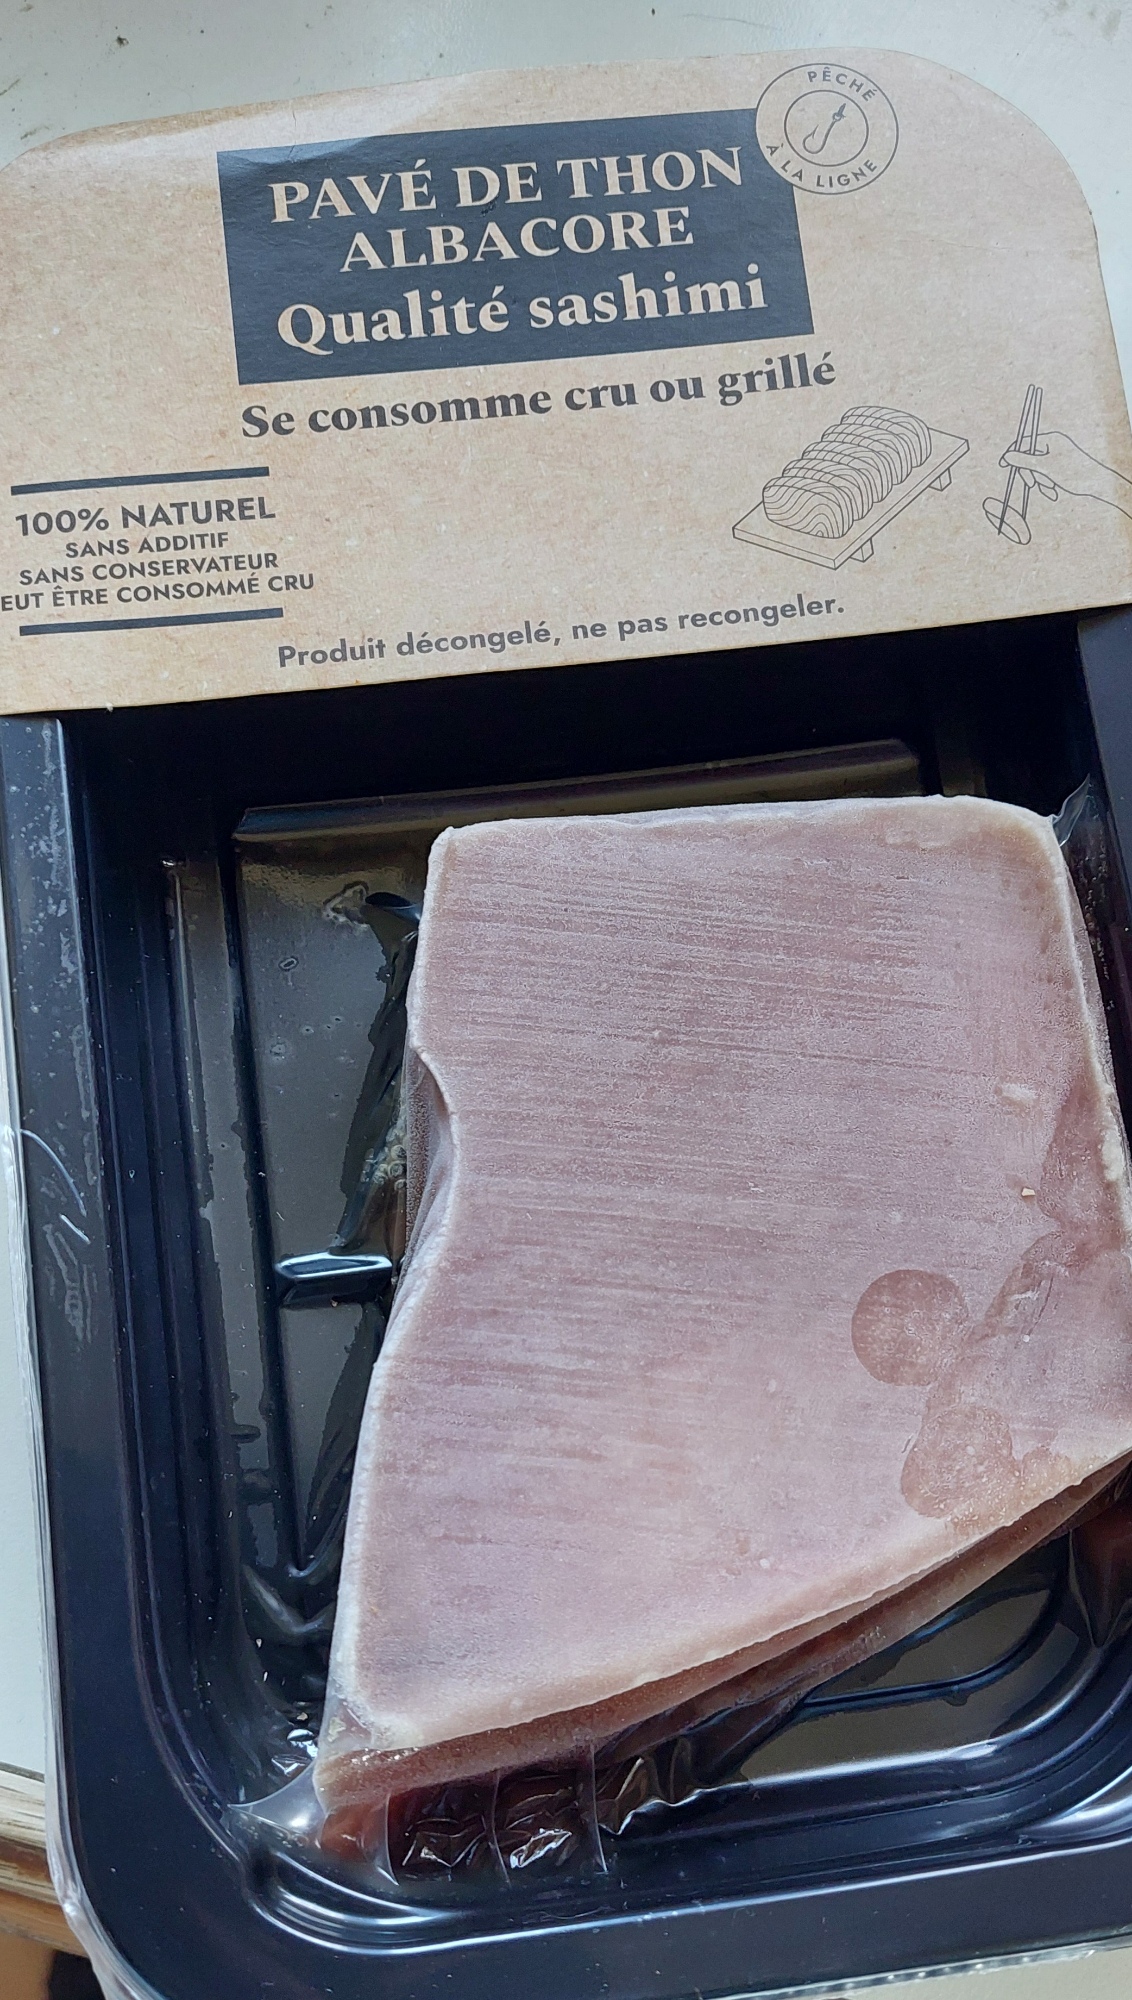 PÊCHÉ
À LA LIGNE
PAVÉ DE THON
ALBACORE
Qualité sashimi
Se consomme cru ou grillé
100% NATUREL
SANS ADDITIF
SANS CONSERVATEUR
EUT ÊTRE CONSOMMÉ CRU
Produit décongelé, ne pas recongeler.